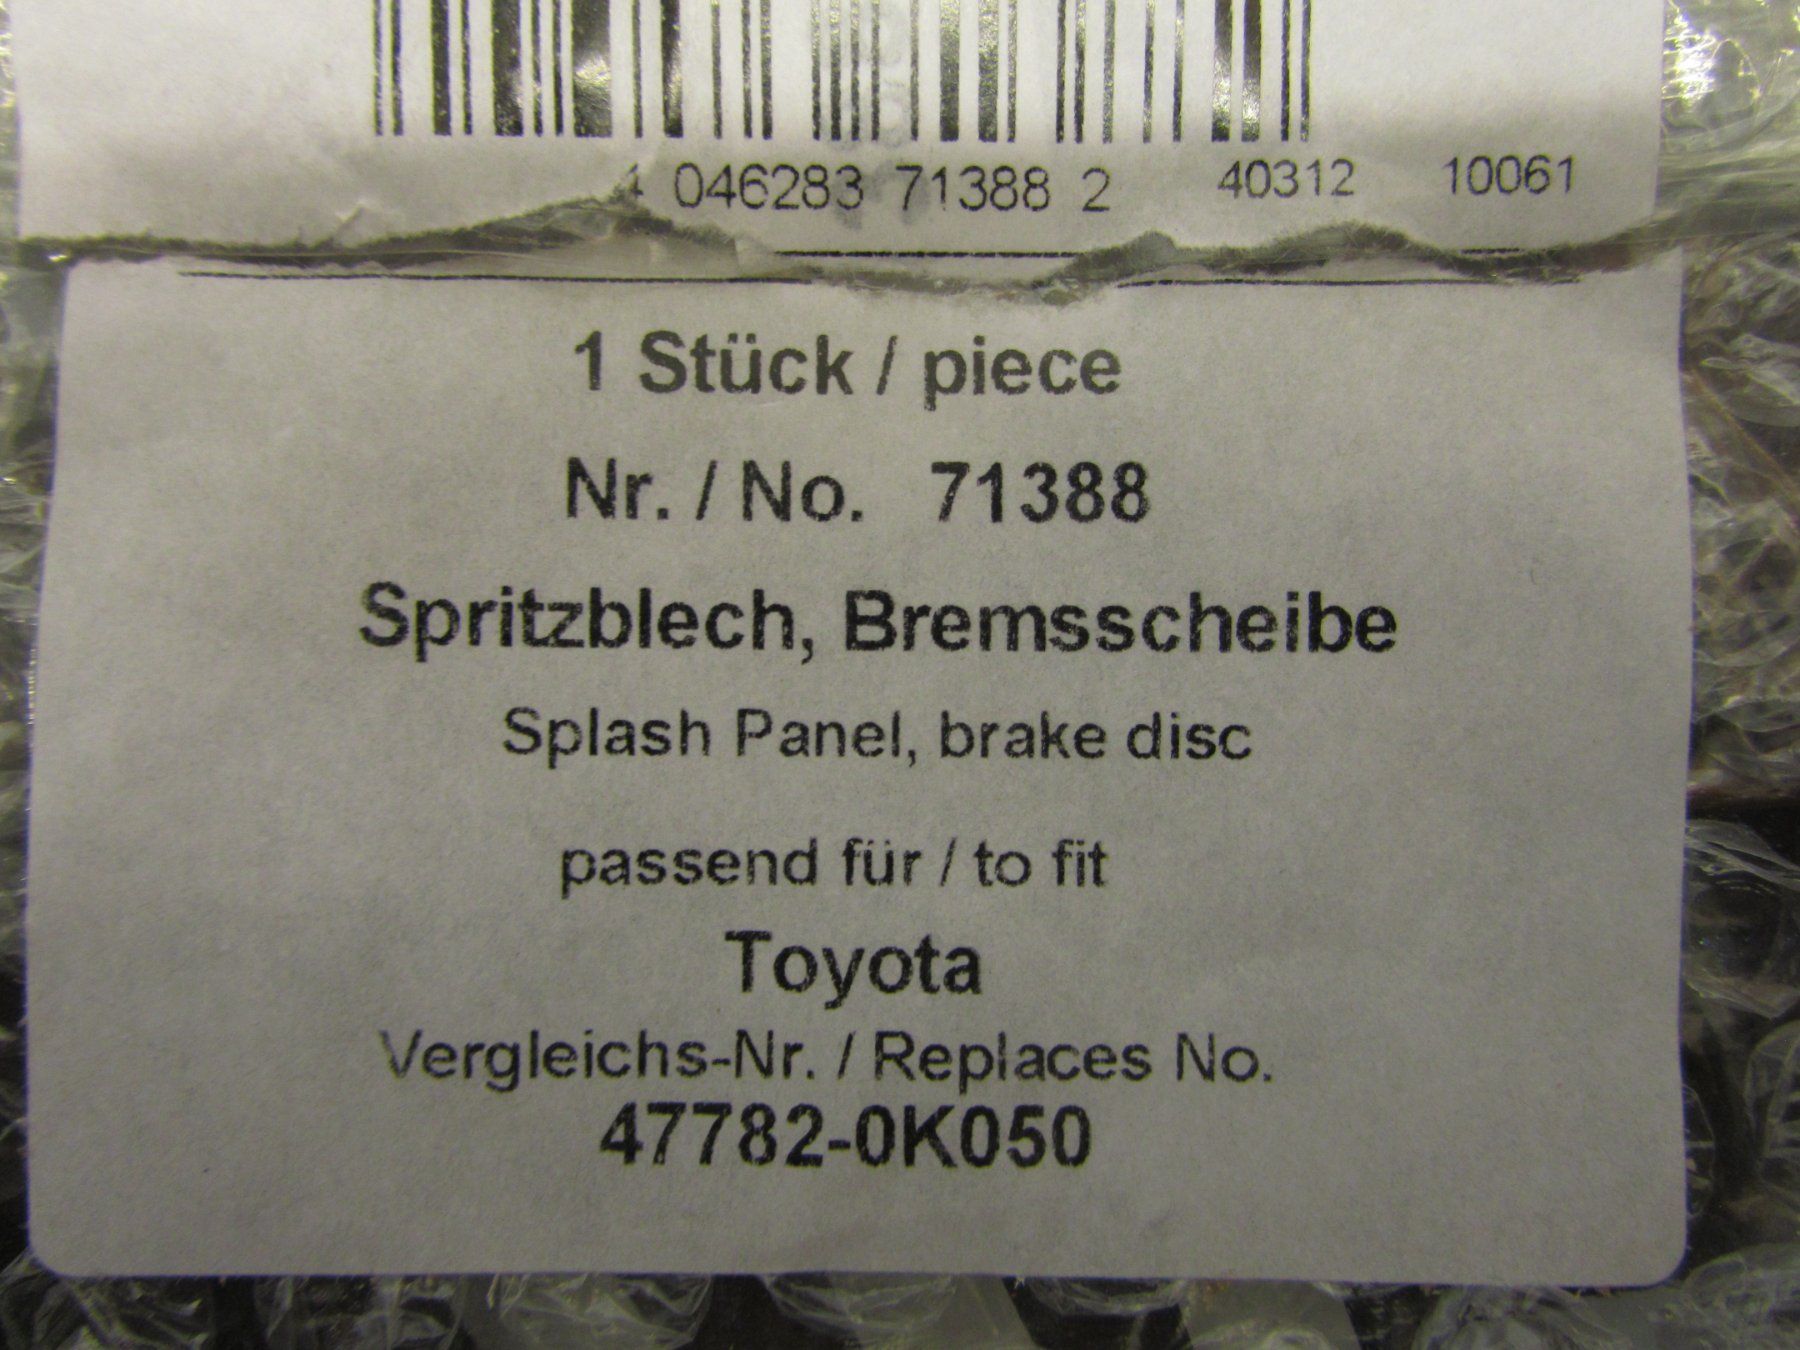 4 046283 71388 2 40312 10061
1 Stück / piece
Nr. / No. 71388
Spritzblech, Bremsscheibe
Splash Panel, brake disc
passend für / to fit
Toyota
Vergleichs-Nr. / Replaces No.
47782-0K050